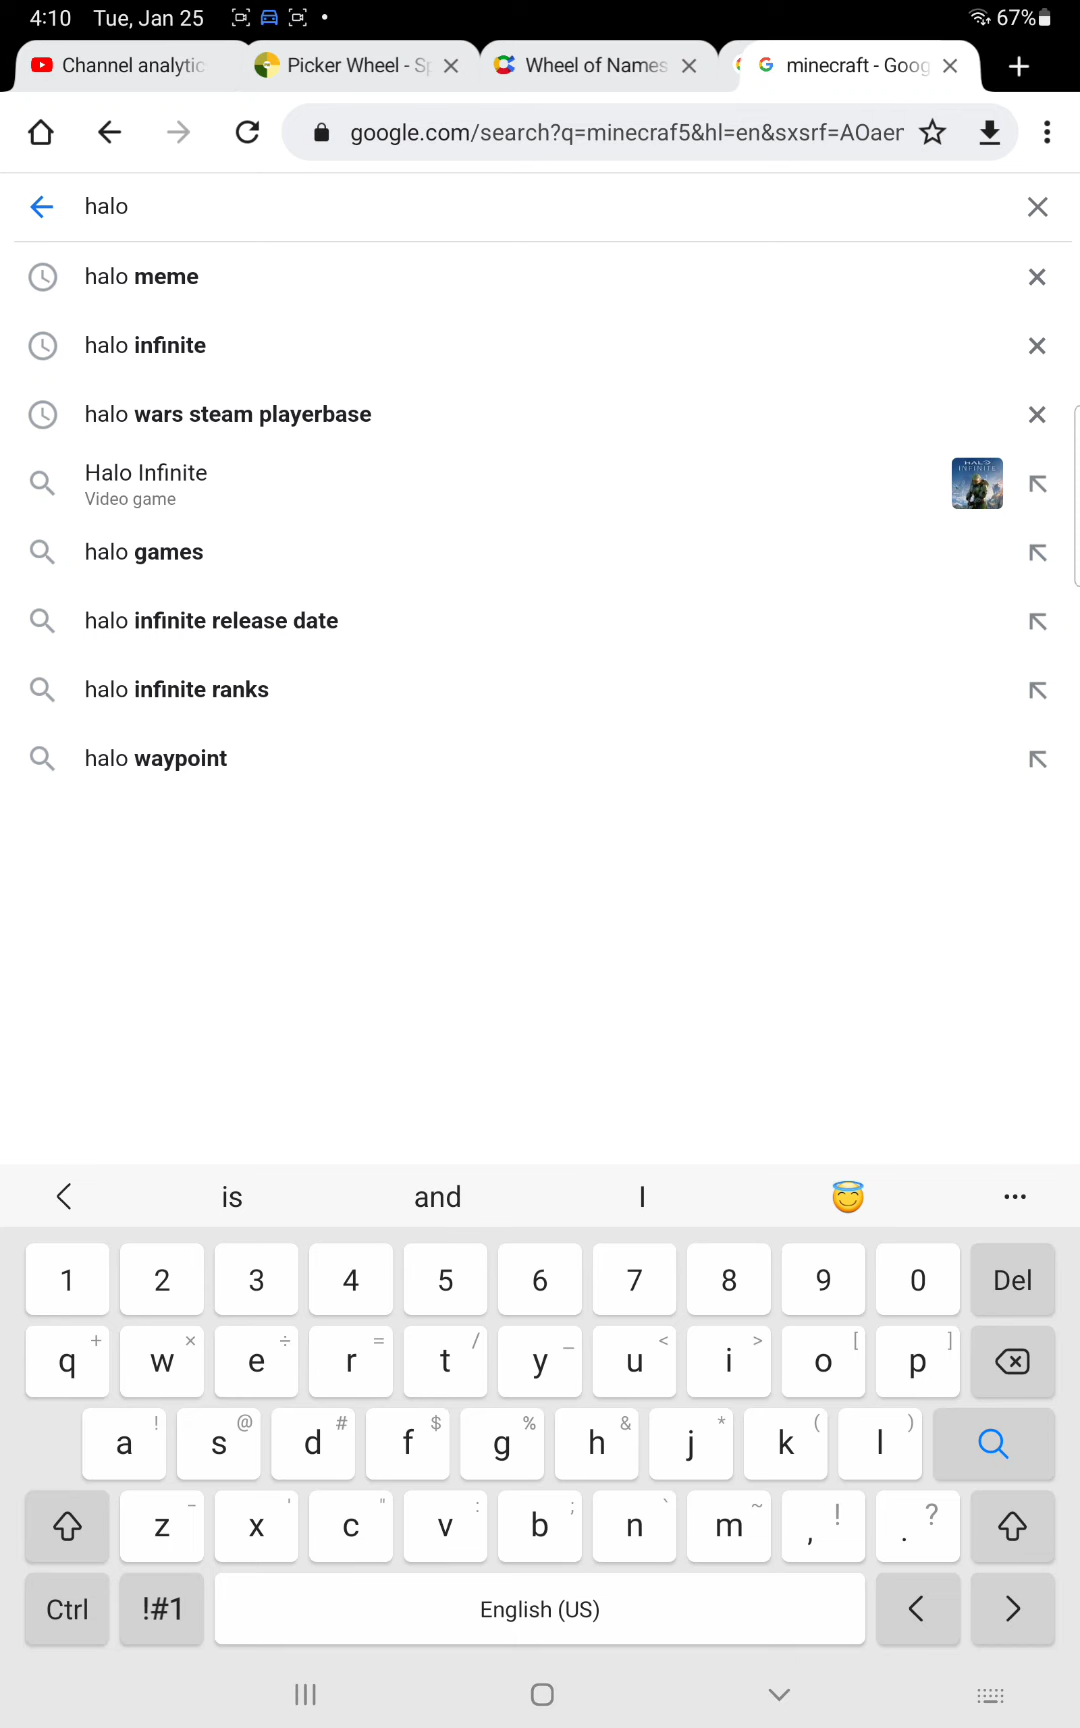 4:10 Tue, Jan 25 67%
Channel analytic Picker Wheel - Sp Wheel of Names minecraft - Goog
google.com/search?q=minecraf5&hl=en&sxsrf=AOaer
halo
halo meme
halo infinite
halo wars steam playerbase
Halo Infinite
Video game
HALO
INFINITE
halo games
halo infinite release date
halo infinite ranks
halo waypoint
is and I
1 2 3 4 5 6 7 8 9 0 Del
+ × ÷ = / _ < > [ ]
q w e r t y u i o p
! @ # $ % & * ( )
a s d f g h j k l
- ' " : ; ` ~ ! ?
z x c v b n m , .
Ctrl !#1 English (US) < >